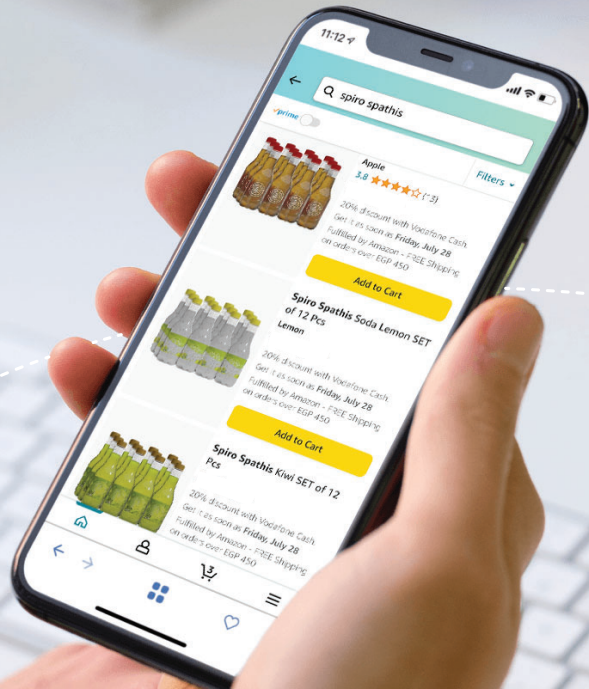 11:12
spiro spathis
prime
Filters
Apple
3.8
20% discount with Vodafone Cash
Get it as soon as Friday, July 28
Fulfilled by Amazon - FREE Shipping
on orders over EGP 450
Add to Cart
Spiro Spathis Soda Lemon SET
of 12 Pcs
Lemon
20% discount with Vodafone Cash
Get it as soon as Friday, July 28
Fulfilled by Amazon - FREE Shipping
on orders over EGP 450
Add to Cart
Spiro Spathis Kiwi SET of 12
Pcs
20% discount with Vodafone Cash
Get it as soon as Friday, July 28
Fulfilled by Amazon - FREE Shipping
on orders over EGP 450
3